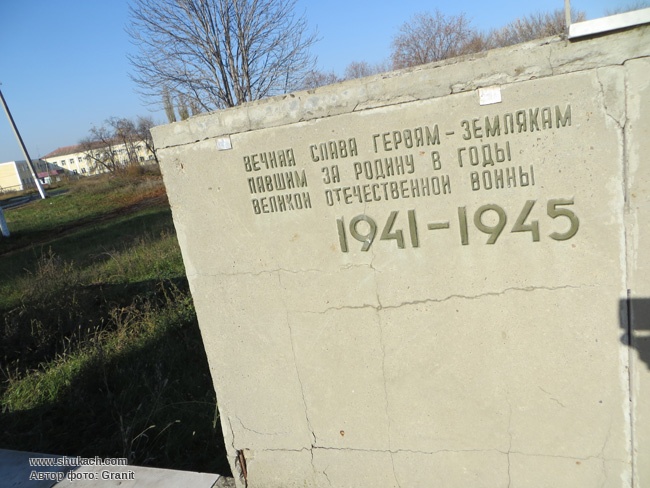 ВЕЧНАЯ СЛАВА ГЕРОЯМ - ЗЕМЛЯКАМ
ПАВШИМ ЗА РОДИНУ В ГОДЫ
ВЕЛИКОЙ ОТЕЧЕСТВЕННОЙ ВОЙНЫ
1941-1945
www.shukach.com
Автор фото: Granit